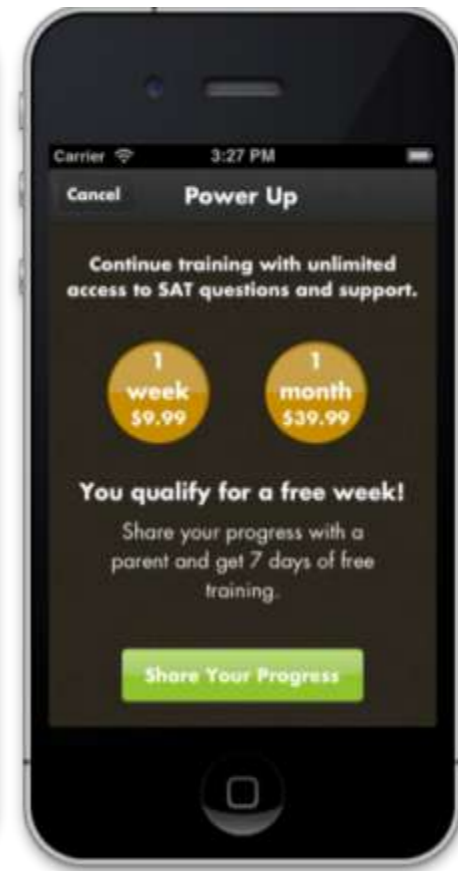 Carrier 3:27 PM
Cancel Power Up
Continue training with unlimited
access to SAT questions and support.
1
week
$9.99
1
month
$39.99
You qualify for a free week!
Share your progress with a
parent and get 7 days of free
training.
Share Your Progress